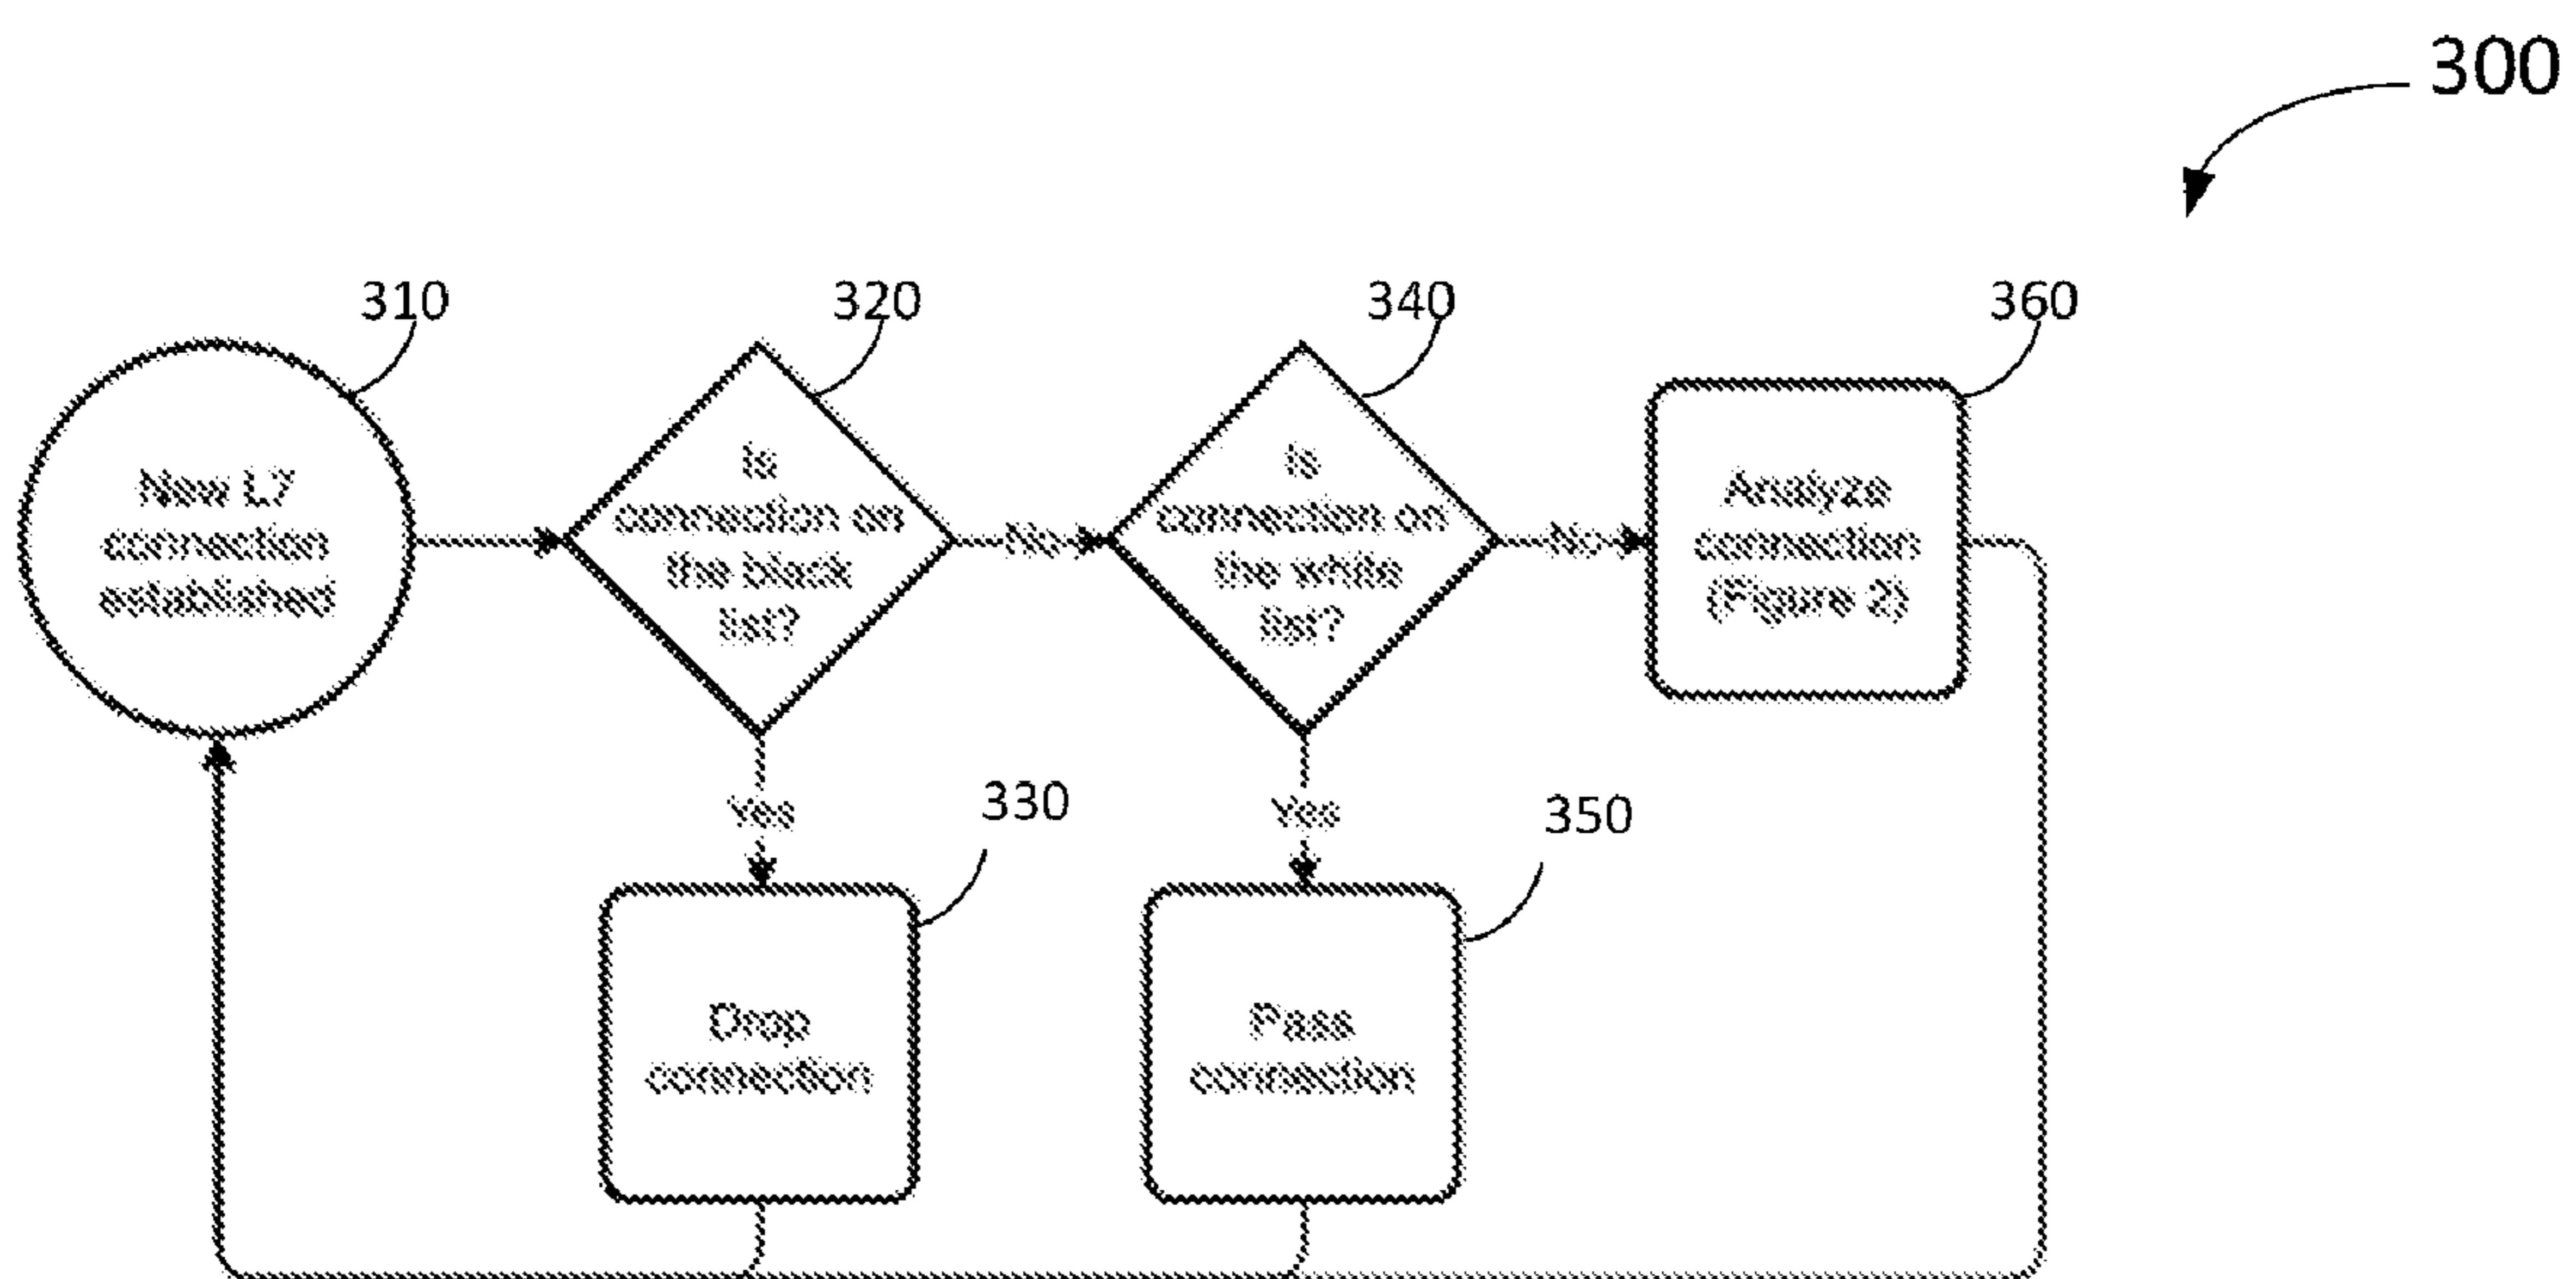 300
310
320
340
360
New L7
connection
established
Is
connection on
the black
list?
No
Is
connection on
the white
list?
No
Analyze
connection
(Figure 2)
Yes
330
Yes
350
Drop
connection
Pass
connection